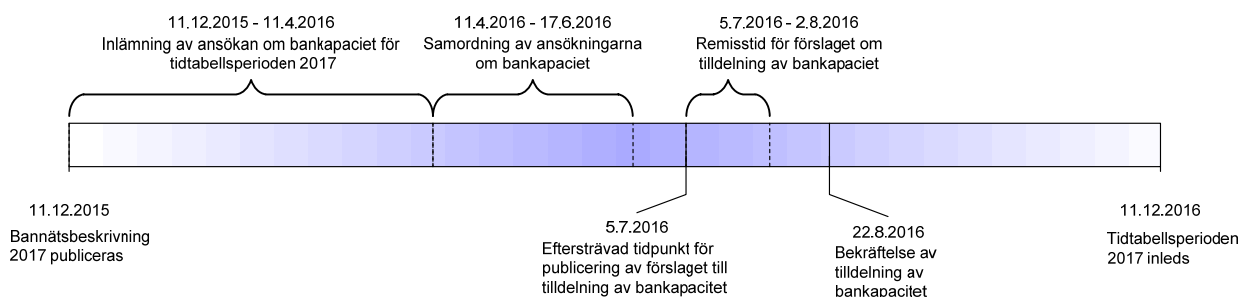 11.12.2015 - 11.4.2016
Inlämning av ansökan om bankapaciet för
tidtabellsperioden 2017
11.4.2016 - 17.6.2016
Samordning av ansökningarna
om bankapaciet
5.7.2016 - 2.8.2016
Remisstid för förslaget om
tilldelning av bankapaciet
11.12.2015
Bannätsbeskrivning
2017 publiceras
5.7.2016
Eftersträvad tidpunkt för
publicering av förslaget till
tilldelning av bankapacitet
22.8.2016
Bekräftelse av
tilldelning av
bankapacitet
11.12.2016
Tidtabellsperioden
2017 inleds